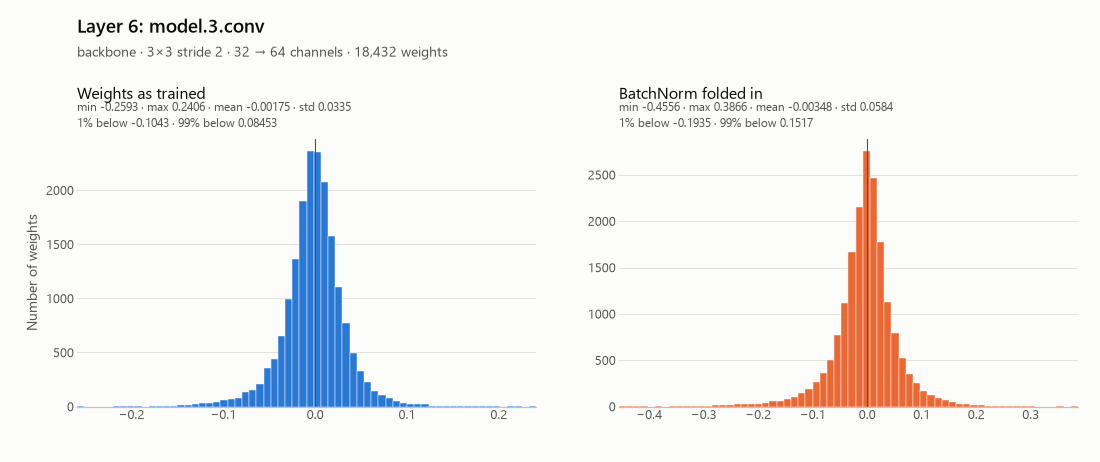 Layer 6: model.3.conv
backbone · 3×3 stride 2 · 32 → 64 channels · 18,432 weights
Weights as trained
min -0.2593 · max 0.2406 · mean -0.00175 · std 0.0335
1% below -0.1043 · 99% below 0.08453
Number of weights
2000
1500
1000
500
0
−0.2
−0.1
0.0
0.1
0.2
BatchNorm folded in
min -0.4556 · max 0.3866 · mean -0.00348 · std 0.0584
1% below -0.1935 · 99% below 0.1517
2500
2000
1500
1000
500
0
−0.4
−0.3
−0.2
−0.1
0.0
0.1
0.2
0.3